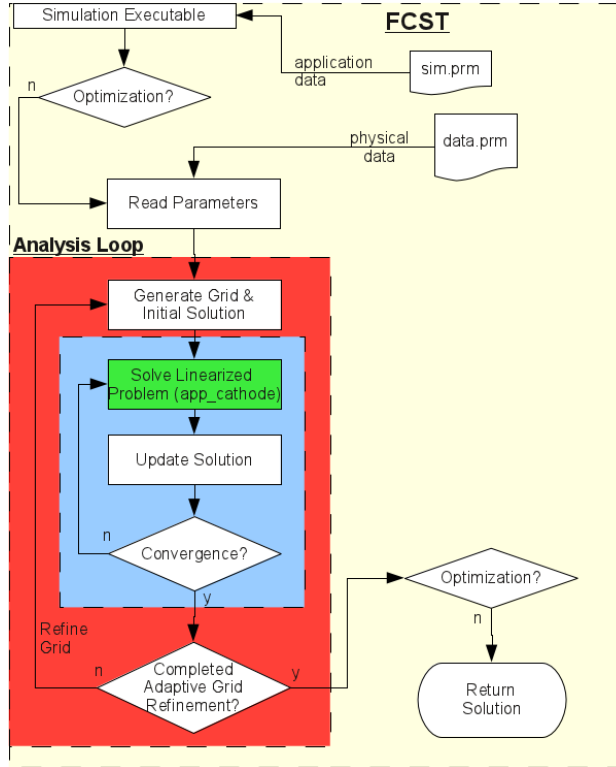 FCST
Simulation Executable
application
data
sim.prm
n
Optimization?
physical
data
data.prm
Read Parameters
Analysis Loop
Generate Grid &
Initial Solution
Solve Linearized
Problem (app_cathode)
Update Solution
n
Convergence?
y
Optimization?
n
Refine
Grid
n
Completed
Adaptive Grid
Refinement?
y
Return
Solution